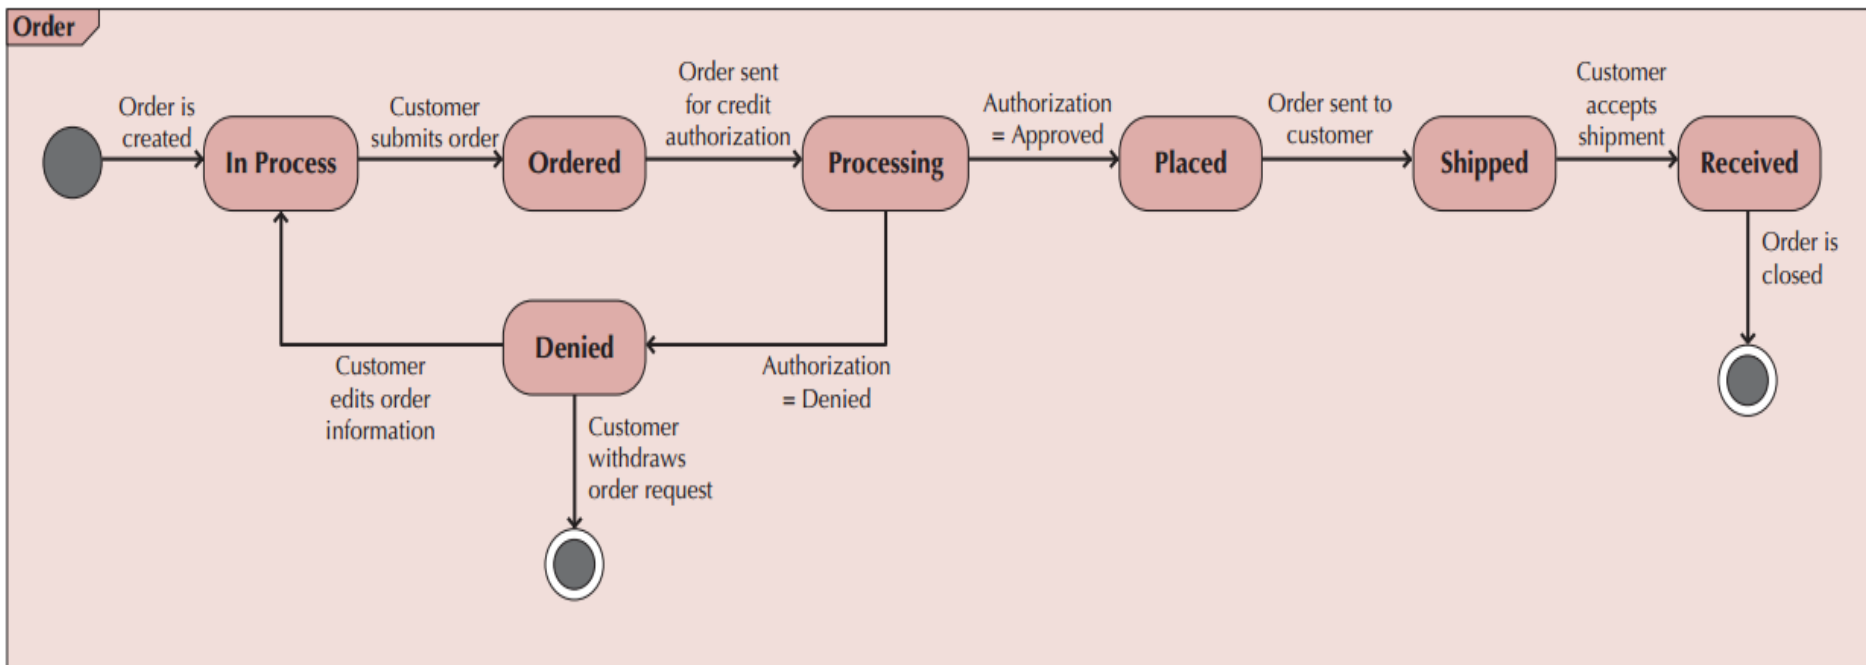 Order
Order is
created
In Process
Customer
submits order
Ordered
Order sent
for credit
authorization
Processing
Authorization
= Approved
Placed
Order sent to
customer
Shipped
Customer
accepts
shipment
Received
Order is
closed
Denied
Authorization
= Denied
Customer
edits order
information
Customer
withdraws
order request